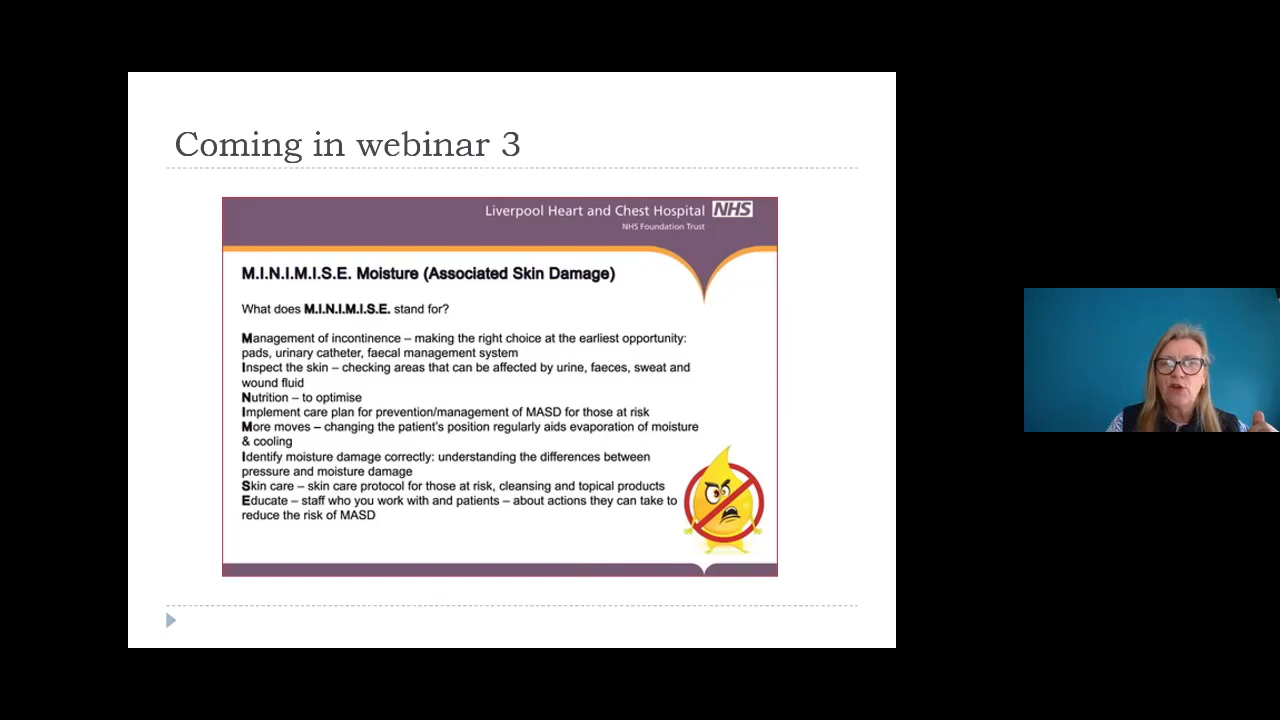 Coming in webinar 3
Liverpool Heart and Chest Hospital NHS
NHS Foundation Trust
M.I.N.I.M.I.S.E. Moisture (Associated Skin Damage)
What does M.I.N.I.M.I.S.E. stand for?
Management of incontinence – making the right choice at the earliest opportunity:
pads, urinary catheter, faecal management system
Inspect the skin – checking areas that can be affected by urine, faeces, sweat and
wound fluid
Nutrition – to optimise
Implement care plan for prevention/management of MASD for those at risk
More moves – changing the patient's position regularly aids evaporation of moisture
& cooling
Identify moisture damage correctly: understanding the differences between
pressure and moisture damage
Skin care – skin care protocol for those at risk, cleansing and topical products
Educate – staff who you work with and patients – about actions they can take to
reduce the risk of MASD